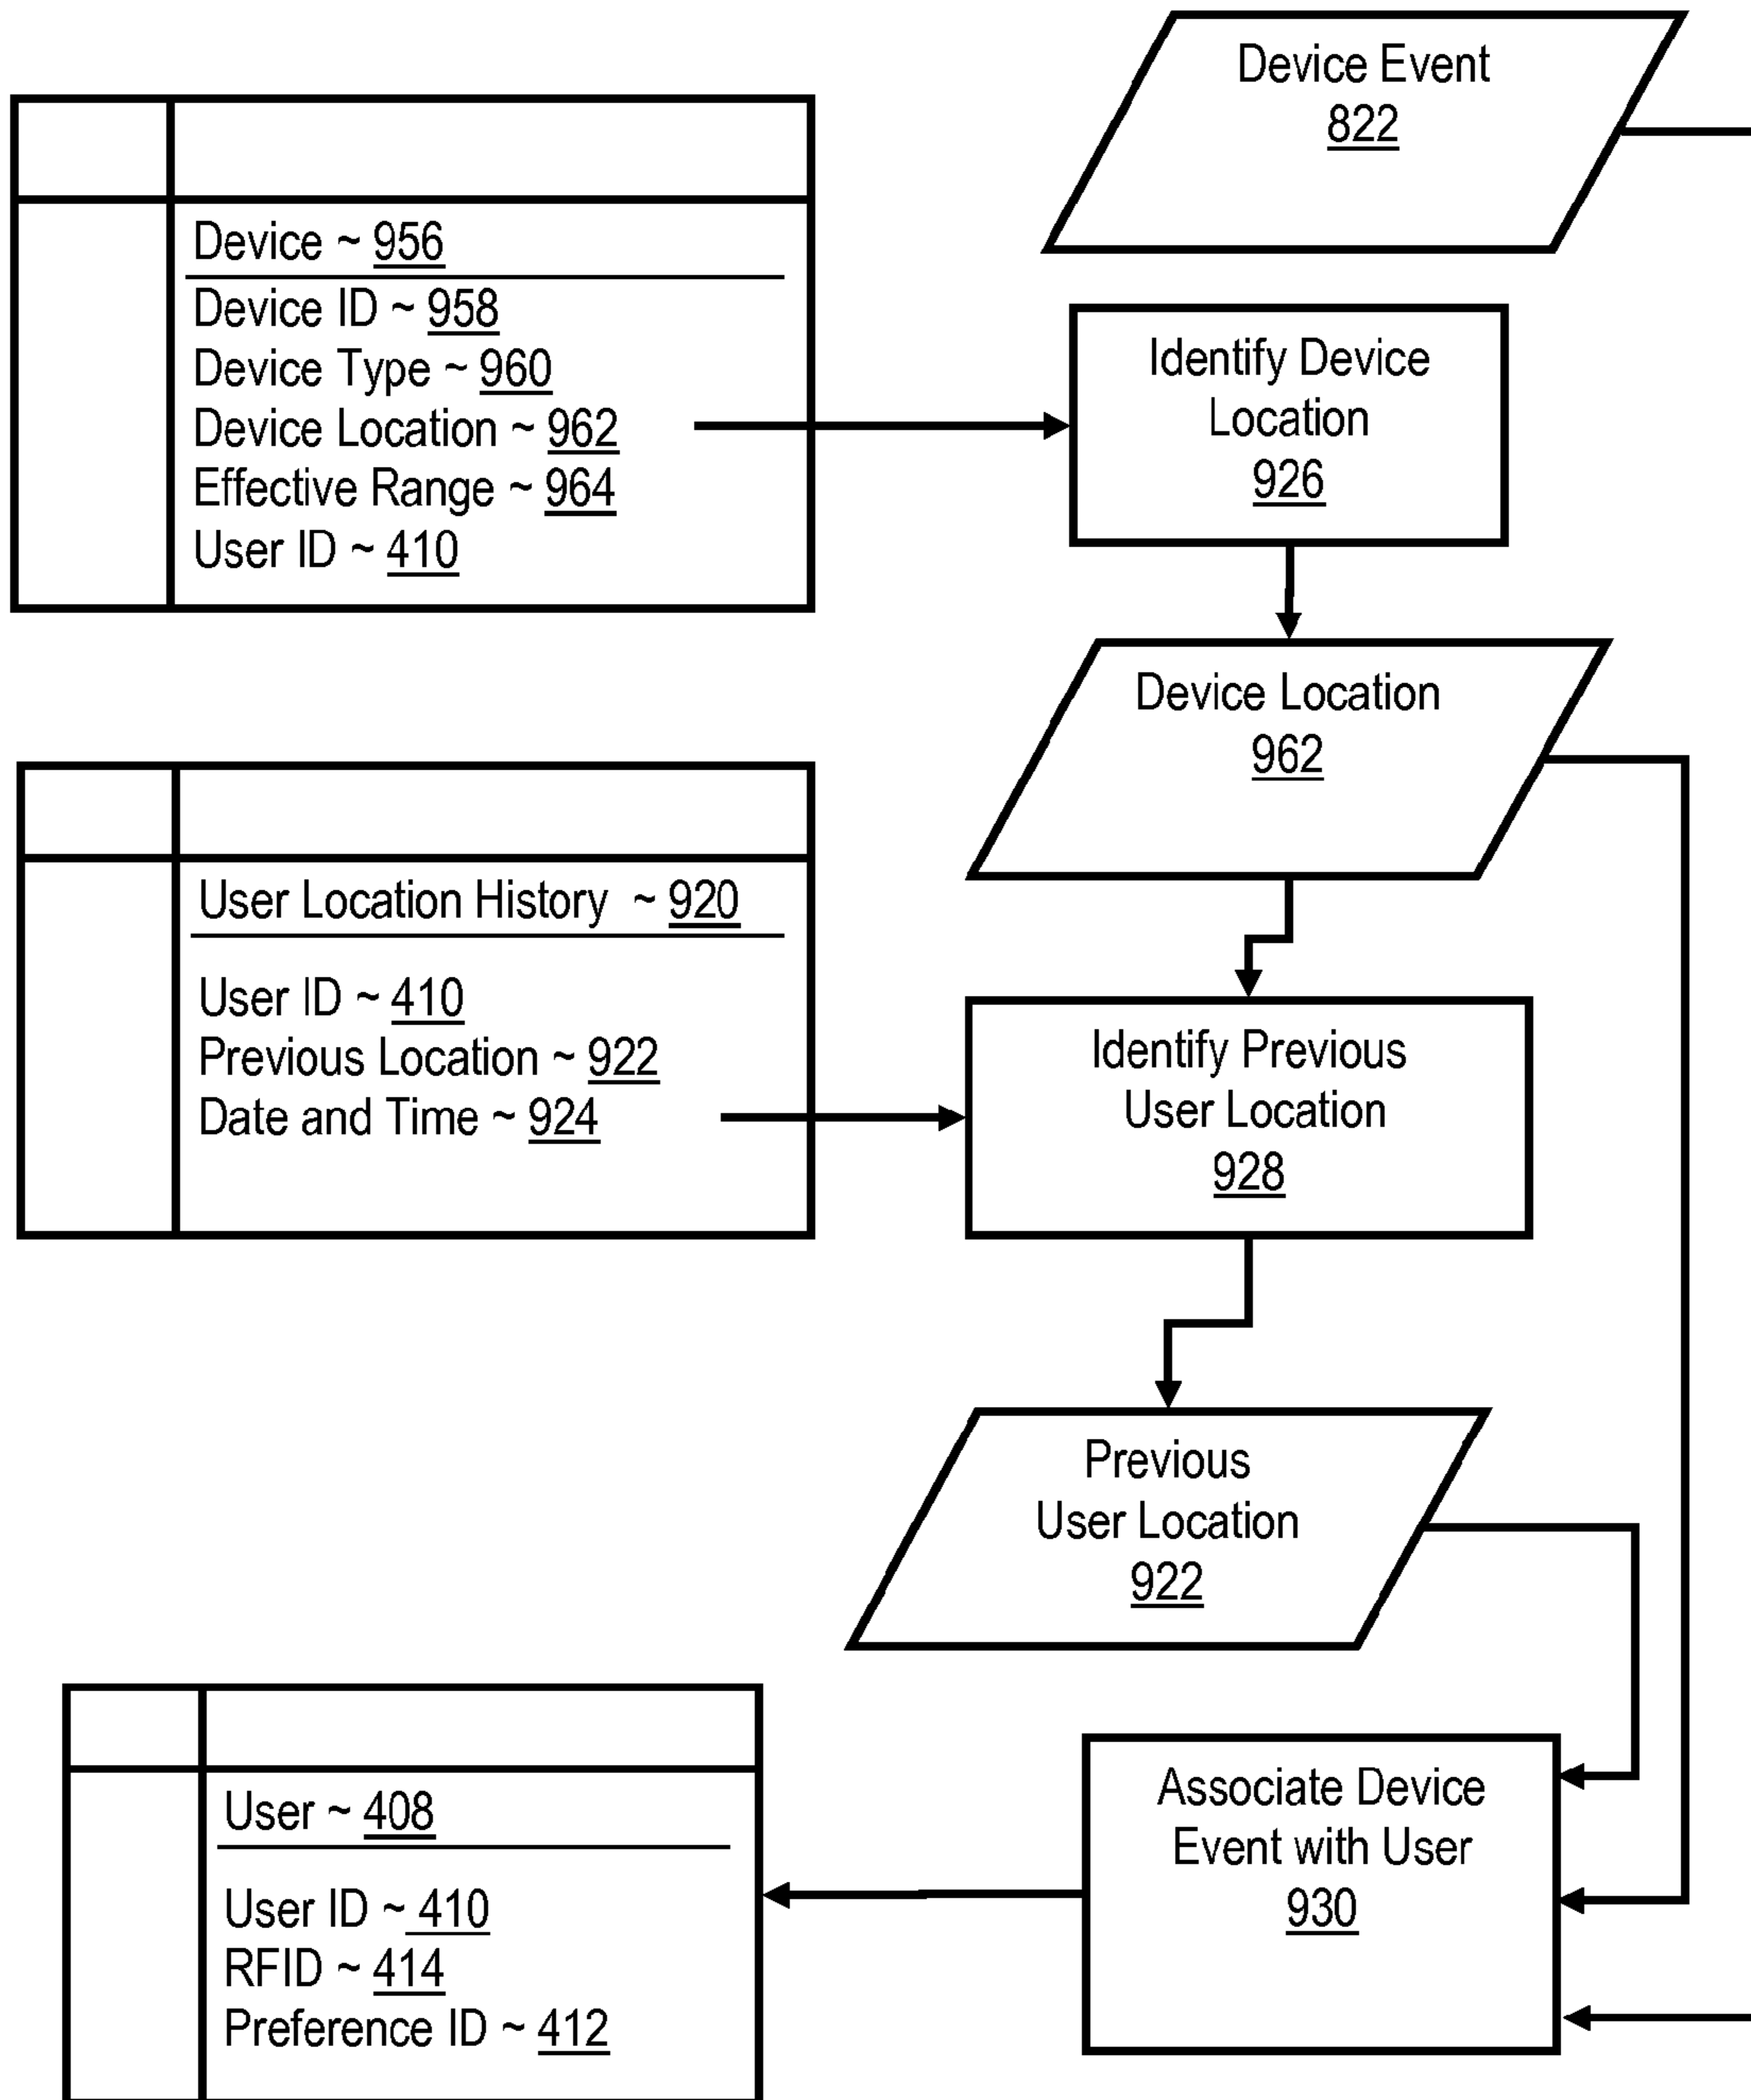 Device Event
822
Device ~ 956
Device ID ~ 958
Device Type ~ 960
Device Location ~ 962
Effective Range ~ 964
User ID ~ 410
Identify Device
Location
926
Device Location
962
User Location History ~ 920
User ID ~ 410
Previous Location ~ 922
Date and Time ~ 924
Identify Previous
User Location
928
Previous
User Location
922
User ~ 408
User ID ~ 410
RFID ~ 414
Preference ID ~ 412
Associate Device
Event with User
930